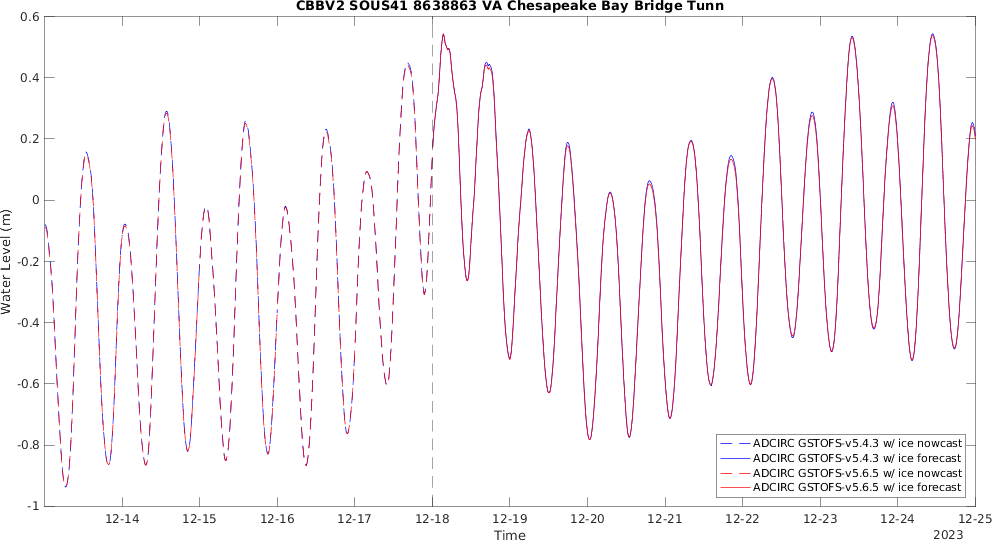 CBBV2 SOUS41 8638863 VA Chesapeake Bay Bridge Tunn
0.6
0.4
0.2
0
-0.2
-0.4
-0.6
-0.8
-1
Water Level (m)
ADCIRC GSTOFS-v5.4.3 w/ ice nowcast
ADCIRC GSTOFS-v5.4.3 w/ ice forecast
ADCIRC GSTOFS-v5.6.5 w/ ice nowcast
ADCIRC GSTOFS-v5.6.5 w/ ice forecast
12-14 12-15 12-16 12-17 12-18 12-19 12-20 12-21 12-22 12-23 12-24 12-25
Time
2023